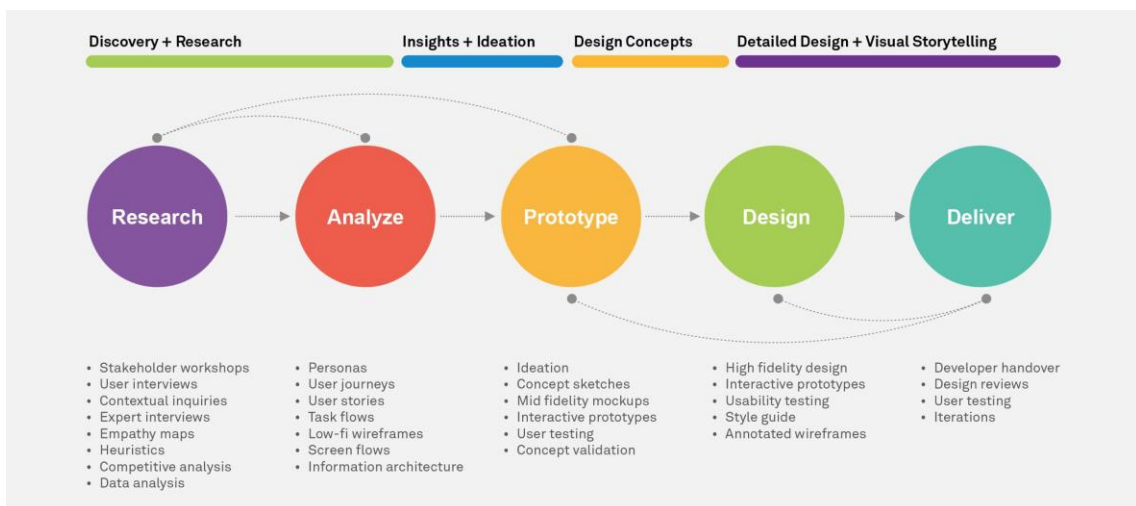 Discovery + Research
Insights + Ideation
Design Concepts
Detailed Design + Visual Storytelling
Research
Analyze
Prototype
Design
Deliver
• Stakeholder workshops
• User interviews
• Contextual inquiries
• Expert interviews
• Empathy maps
• Heuristics
• Competitive analysis
• Data analysis
• Personas
• User journeys
• User stories
• Task flows
• Low-fi wireframes
• Screen flows
• Information architecture
• Ideation
• Concept sketches
• Mid fidelity mockups
• Interactive prototypes
• User testing
• Concept validation
• High fidelity design
• Interactive prototypes
• Usability testing
• Style guide
• Annotated wireframes
• Developer handover
• Design reviews
• User testing
• Iterations